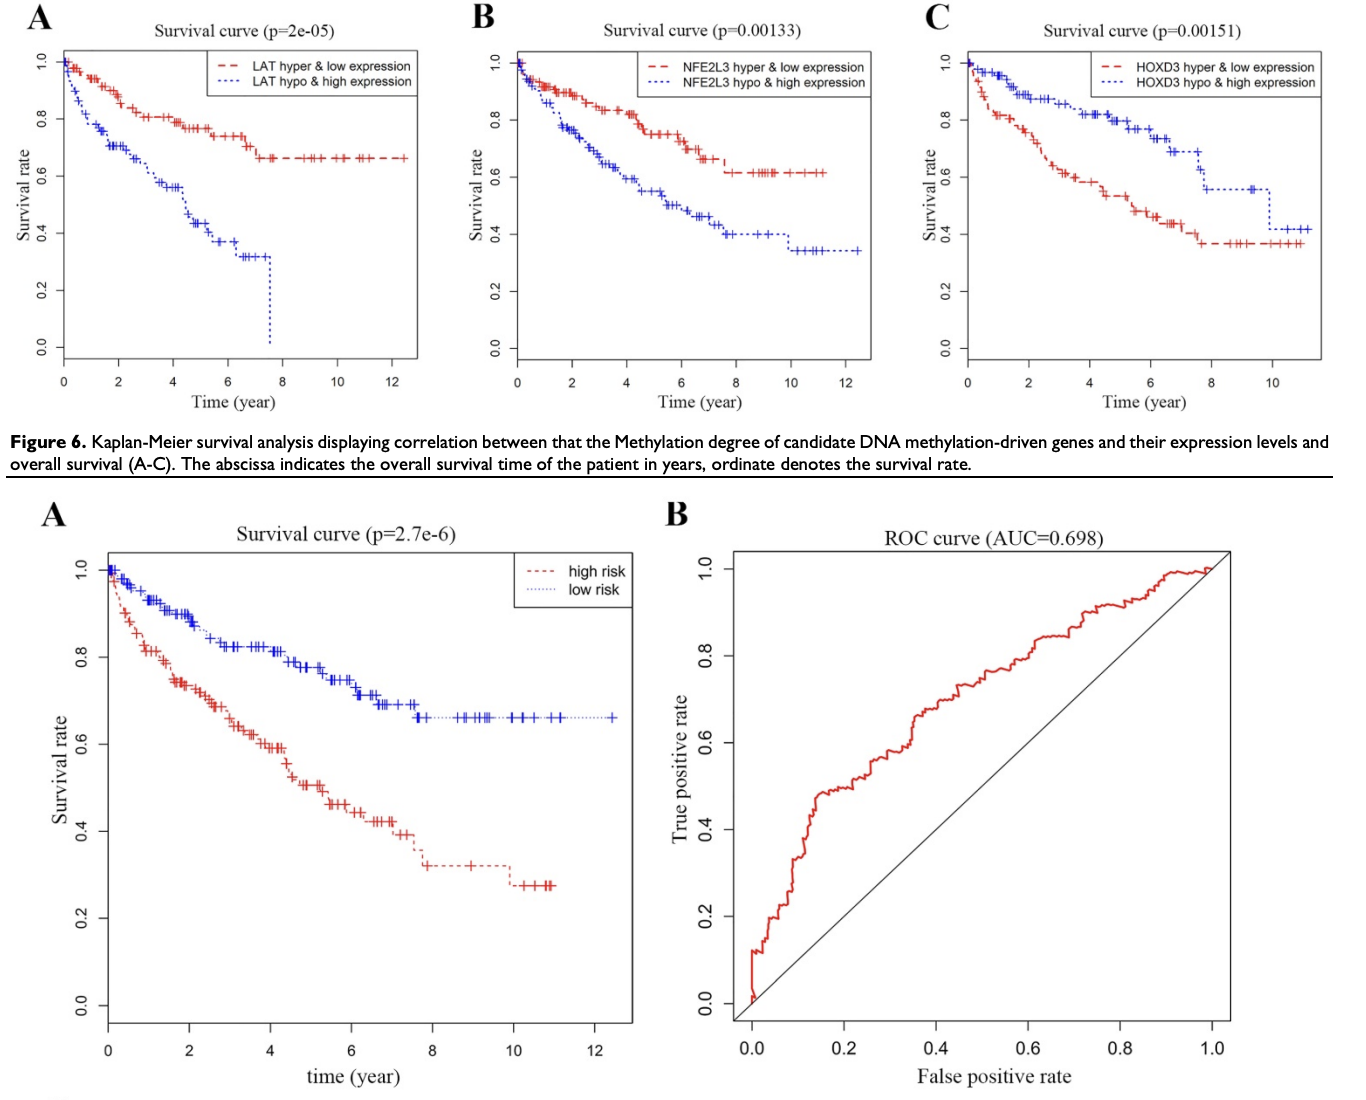 A
Survival curve (p=2e-05)
LAT hyper & low expression
LAT hypo & high expression
Survival rate
0.0 0.2 0.4 0.6 0.8 1.0
0 2 4 6 8 10 12
Time (year)
B
Survival curve (p=0.00133)
NFE2L3 hyper & low expression
NFE2L3 hypo & high expression
Survival rate
0.0 0.2 0.4 0.6 0.8 1.0
0 2 4 6 8 10 12
Time (year)
C
Survival curve (p=0.00151)
HOXD3 hyper & low expression
HOXD3 hypo & high expression
Survival rate
0.0 0.2 0.4 0.6 0.8 1.0
0 2 4 6 8 10
Time (year)
Figure 6. Kaplan-Meier survival analysis displaying correlation between that the Methylation degree of candidate DNA methylation-driven genes and their expression levels and
overall survival (A-C). The abscissa indicates the overall survival time of the patient in years, ordinate denotes the survival rate.
A
Survival curve (p=2.7e-6)
high risk
low risk
Survival rate
0.0 0.2 0.4 0.6 0.8 1.0
0 2 4 6 8 10 12
time (year)
B
ROC curve (AUC=0.698)
True positive rate
0.0 0.2 0.4 0.6 0.8 1.0
0.0 0.2 0.4 0.6 0.8 1.0
False positive rate